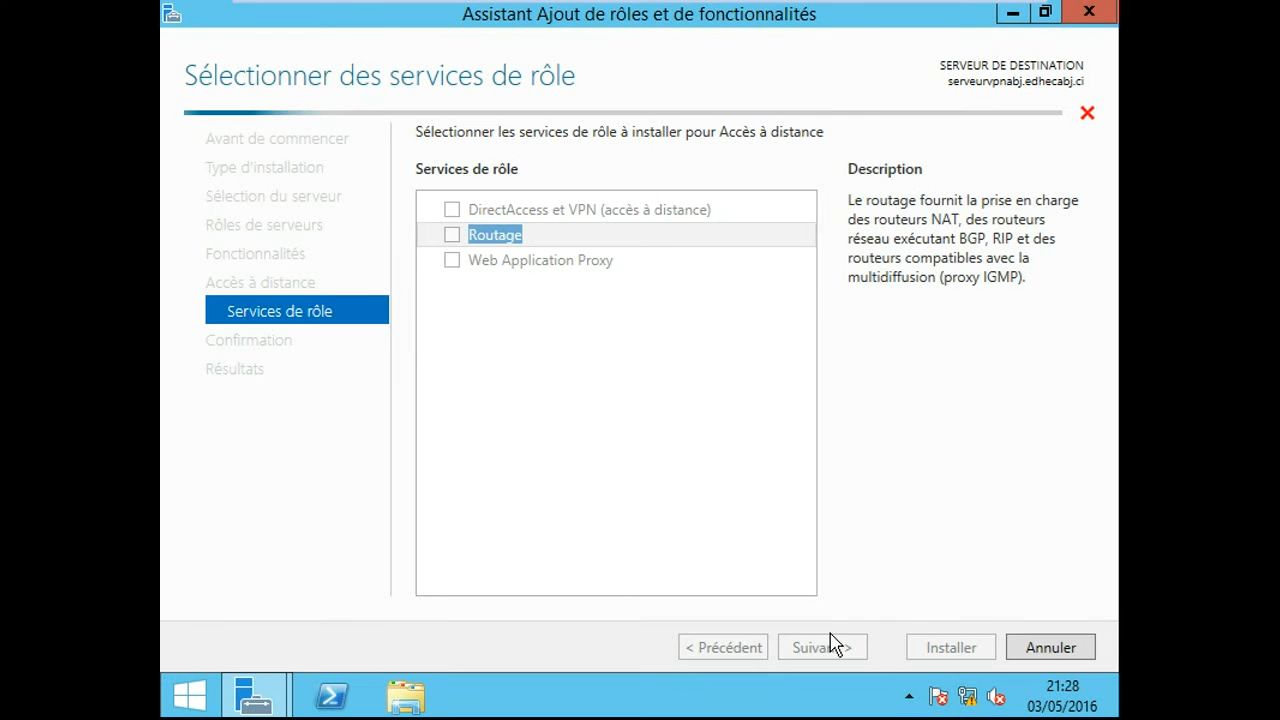 Assistant Ajout de rôles et de fonctionnalités
Sélectionner des services de rôle
SERVEUR DE DESTINATION
serveurvpnabj.edhecabj.ci
Avant de commencer
Type d'installation
Sélection du serveur
Rôles de serveurs
Fonctionnalités
Accès à distance
Services de rôle
Confirmation
Résultats
Sélectionner les services de rôle à installer pour Accès à distance
Services de rôle
DirectAccess et VPN (accès à distance)
Routage
Web Application Proxy
Description
Le routage fournit la prise en charge
des routeurs NAT, des routeurs
réseau exécutant BGP, RIP et des
routeurs compatibles avec la
multidiffusion (proxy IGMP).
< Précédent
Suivant >
Installer
Annuler
21:28
03/05/2016